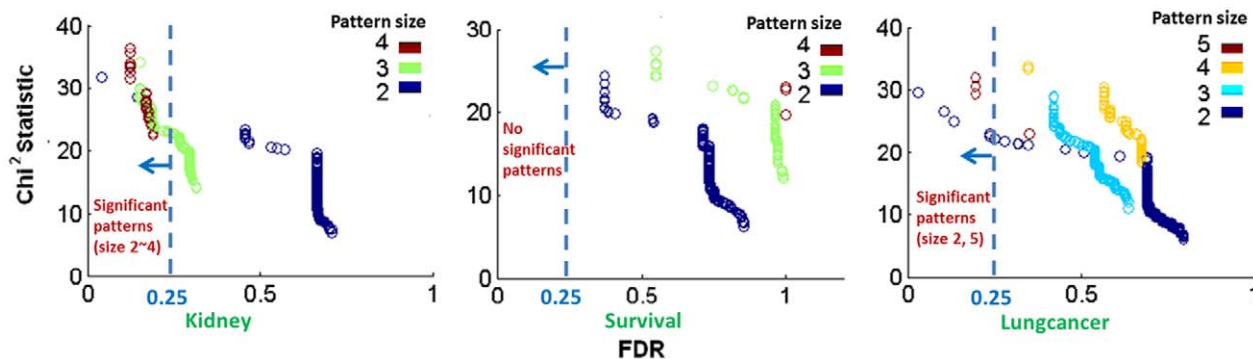 Chi² Statistic
40
30
20
10
0
0
0.25
0.5
1
Pattern size
4
3
2
Significant
patterns
(size 2~4)
Kidney
30
20
10
0
0
0.25
0.5
1
Pattern size
4
3
2
No
significant
patterns
Survival
40
30
20
10
0
0
0.25
0.5
1
Pattern size
5
4
3
2
Significant
patterns
(size 2, 5)
Lungcancer
FDR